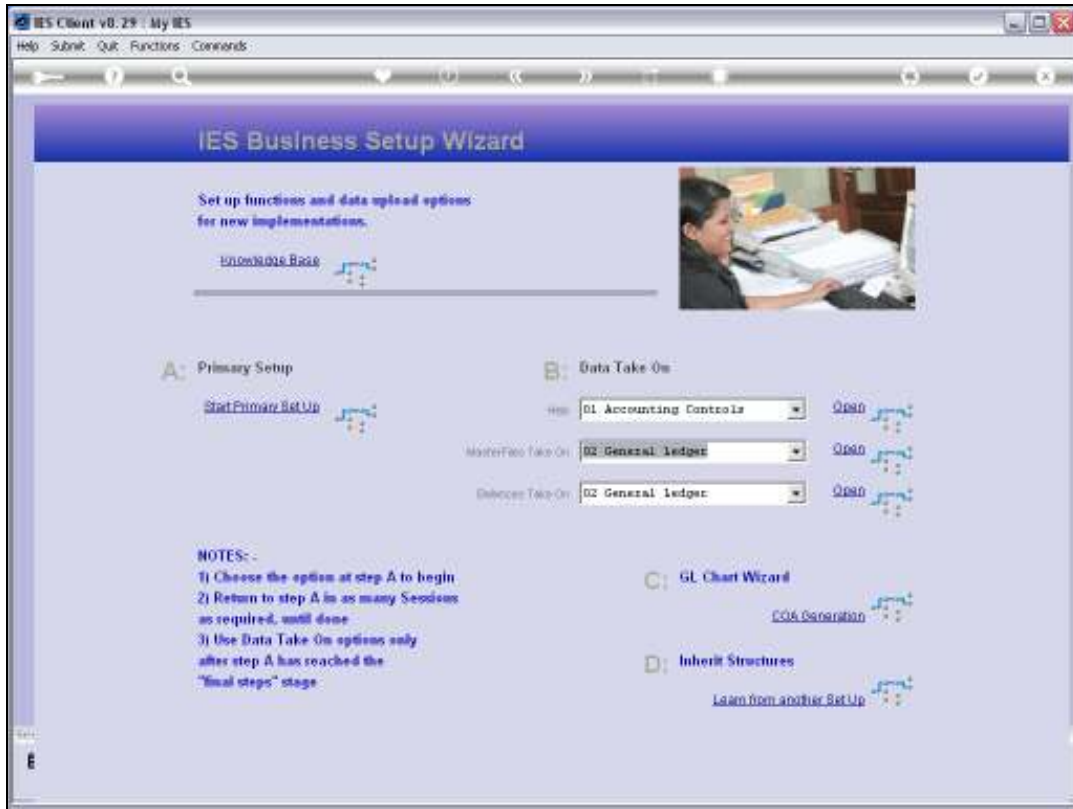 IES Client v8.29 : My IES
Help Submit Quit Functions Commands
IES Business Setup Wizard
Set up functions and data upload options
for new implementations.
Knowledge Base
A: Primary Setup
Start Primary Set Up
B: Data Take On
Help 01 Accounting Controls Open
MasterFiles Take On 02 General ledger Open
Balances Take On 02 General ledger Open
NOTES: -
1) Choose the option at step A to begin
2) Return to step A in as many Sessions
as required, until done
3) Use Data Take On options only
after step A has reached the
"final steps" stage
C: GL Chart Wizard
COA Generation
D: Inherit Structures
Learn from another Set Up